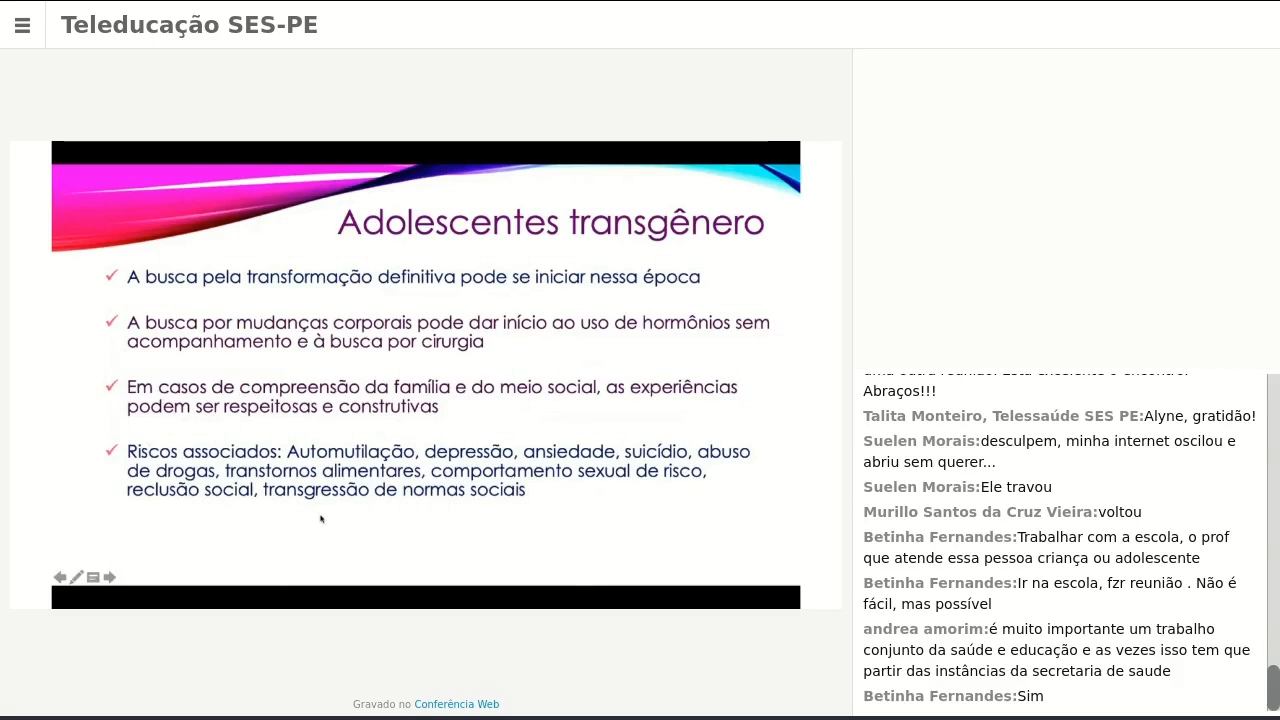 Teleducação SES-PE
Adolescentes transgênero
✓ A busca pela transformação definitiva pode se iniciar nessa época
✓ A busca por mudanças corporais pode dar início ao uso de hormônios sem
acompanhamento e à busca por cirurgia
✓ Em casos de compreensão da família e do meio social, as experiências
podem ser respeitosas e construtivas
✓ Riscos associados: Automutilação, depressão, ansiedade, suicídio, abuso
de drogas, transtornos alimentares, comportamento sexual de risco,
reclusão social, transgressão de normas sociais
Gravado no Conferência Web
Abraços!!!
Talita Monteiro, Telessaúde SES PE:Alyne, gratidão!
Suelen Morais:desculpem, minha internet oscilou e
abriu sem querer...
Suelen Morais:Ele travou
Murillo Santos da Cruz Vieira:voltou
Betinha Fernandes:Trabalhar com a escola, o prof
que atende essa pessoa criança ou adolescente
Betinha Fernandes:Ir na escola, fzr reunião . Não é
fácil, mas possível
andrea amorim:é muito importante um trabalho
conjunto da saúde e educação e as vezes isso tem que
partir das instâncias da secretaria de saude
Betinha Fernandes:Sim